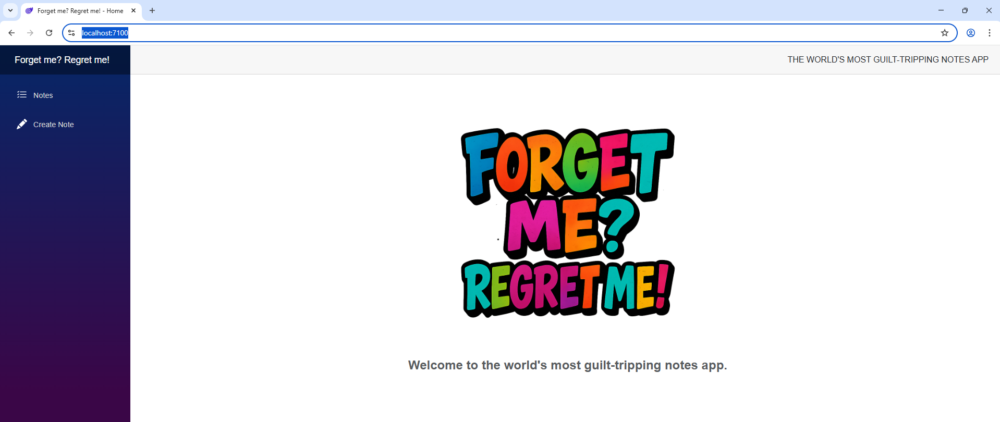 Forget me? Regret me! - Home
localhost:7100
Forget me? Regret me!
THE WORLD'S MOST GUILT-TRIPPING NOTES APP
Notes
Create Note
FORGET
ME?
REGRET ME!
Welcome to the world's most guilt-tripping notes app.